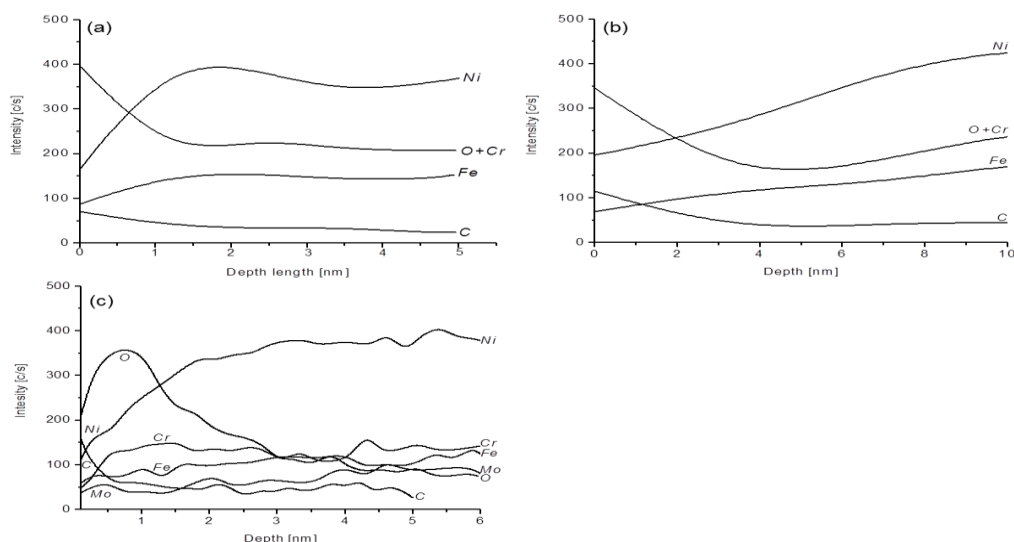 (a)
500
400
300
200
100
0
Intensity [c/s]
Ni
O+Cr
Fe
C
0 1 2 3 4 5
Depth length [nm]
(b)
500
400
300
200
100
0
Intensity [c/s]
Ni
O+Cr
Fe
C
0 2 4 6 8 10
Depth [nm]
(c)
500
400
300
200
100
0
Intesity [c/s]
O
Ni
Ni
Cr
C
Fe
Mo
Cr
Fe
Mo
O
C
1 2 3 4 5 6
Depth [nm]